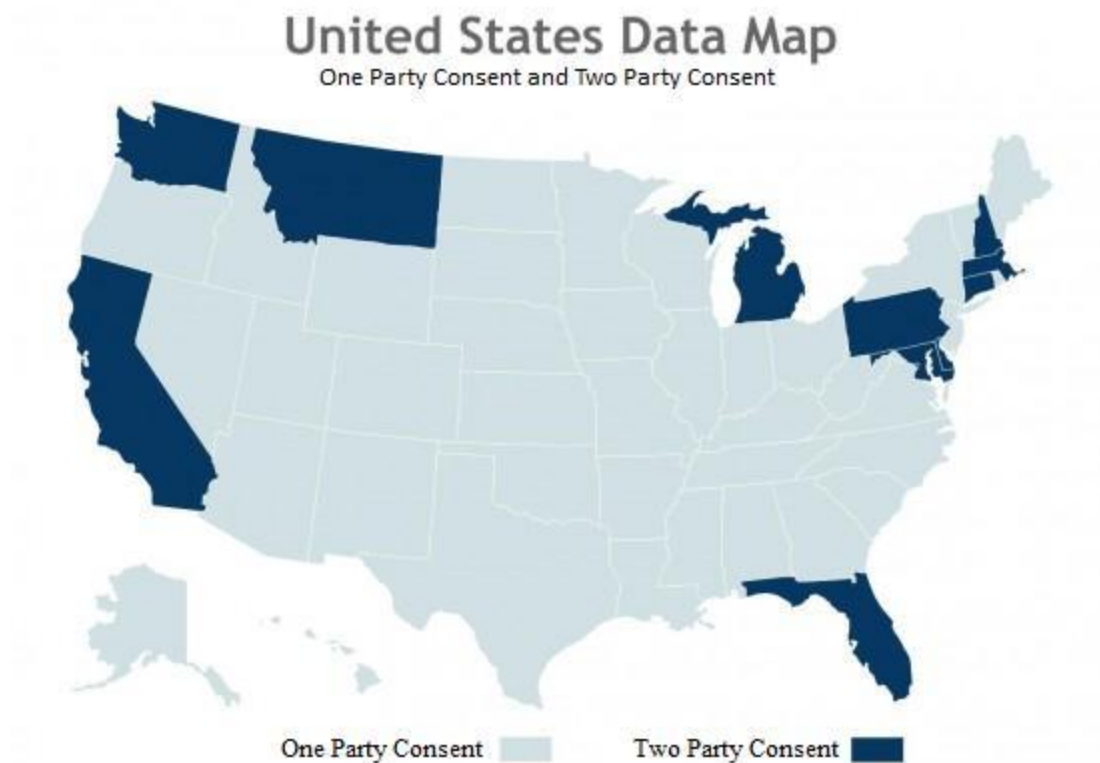 United States Data Map
One Party Consent and Two Party Consent
One Party Consent
Two Party Consent